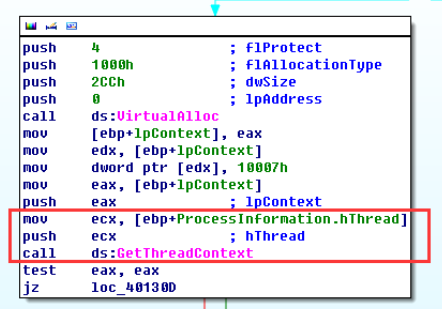 push 4 ; flProtect
push 1000h ; flAllocationType
push 2CCh ; dwSize
push 0 ; lpAddress
call ds:VirtualAlloc
mov [ebp+lpContext], eax
mov edx, [ebp+lpContext]
mov dword ptr [edx], 10007h
mov eax, [ebp+lpContext]
push eax ; lpContext
mov ecx, [ebp+ProcessInformation.hThread]
push ecx ; hThread
call ds:GetThreadContext
test eax, eax
jz loc_40130D